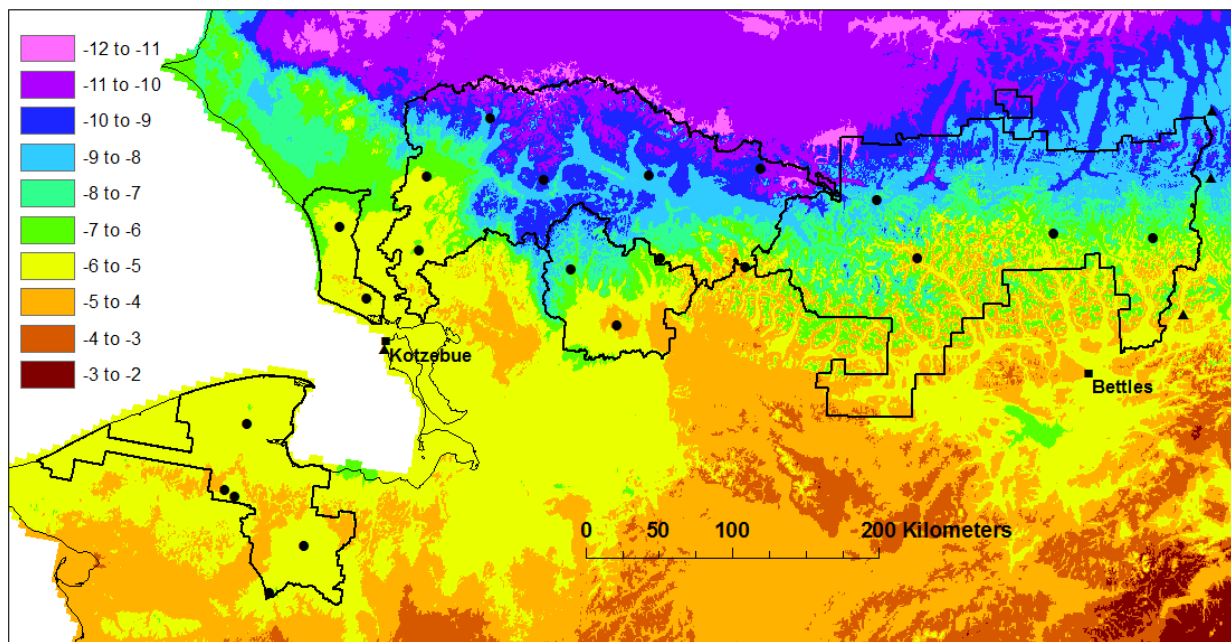 -12 to -11
-11 to -10
-10 to -9
-9 to -8
-8 to -7
-7 to -6
-6 to -5
-5 to -4
-4 to -3
-3 to -2
Kotzebue
Bettles
0 50 100 200 Kilometers